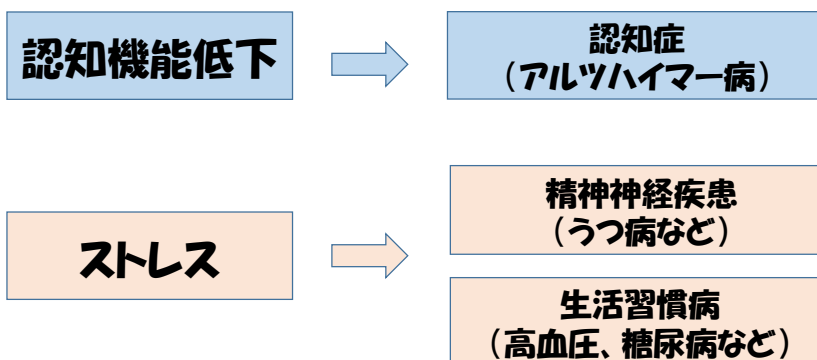 認知機能低下
認知症
（アルツハイマー病）
ストレス
精神神経疾患
（うつ病など）
生活習慣病
（高血圧、糖尿病など）